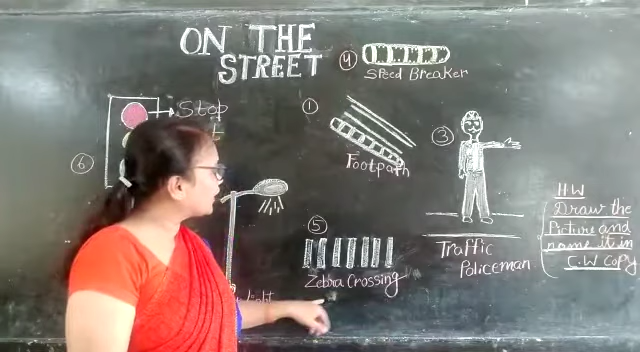 ON THE
STREET
4
Speed Breaker
1
Footpath
3
Traffic
Policeman
6
Stop
5
Zebra Crossing
HW
Draw the
Picture and
name it in
C.W Copy